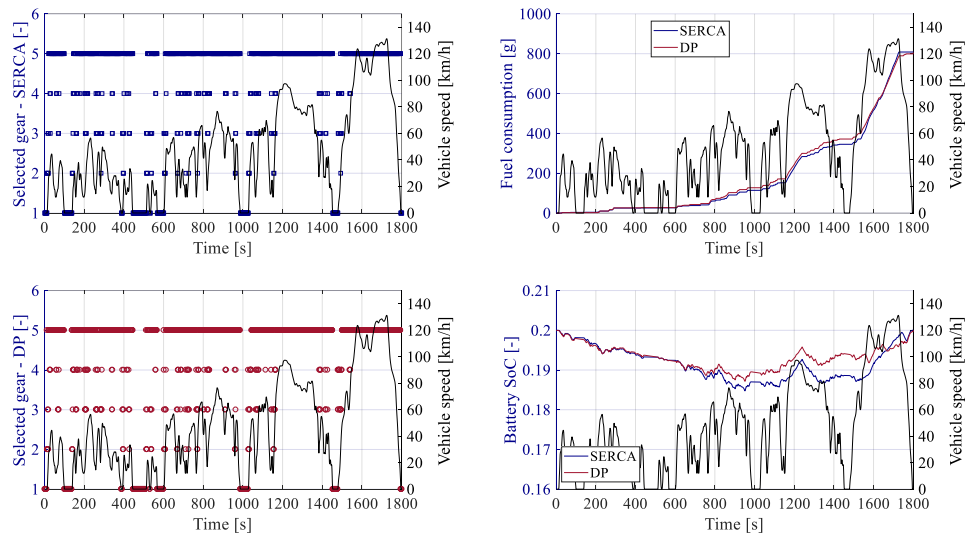 Selected gear - SERCA [-]
6
5
4
3
2
1
0 200 400 600 800 1000 1200 1400 1600 1800
Time [s]
140
120
100
80
60
40
20
0
Vehicle speed [km/h]
Fuel consumption [g]
1000
800
600
400
200
0
SERCA
DP
0 200 400 600 800 1000 1200 1400 1600 1800
Time [s]
140
120
100
80
60
40
20
0
Vehicle speed [km/h]
Selected gear - DP [-]
6
5
4
3
2
1
0 200 400 600 800 1000 1200 1400 1600 1800
Time [s]
140
120
100
80
60
40
20
0
Vehicle speed [km/h]
Battery SoC [-]
0.21
0.2
0.19
0.18
0.17
0.16
SERCA
DP
0 200 400 600 800 1000 1200 1400 1600 1800
Time [s]
140
120
100
80
60
40
20
0
Vehicle speed [km/h]